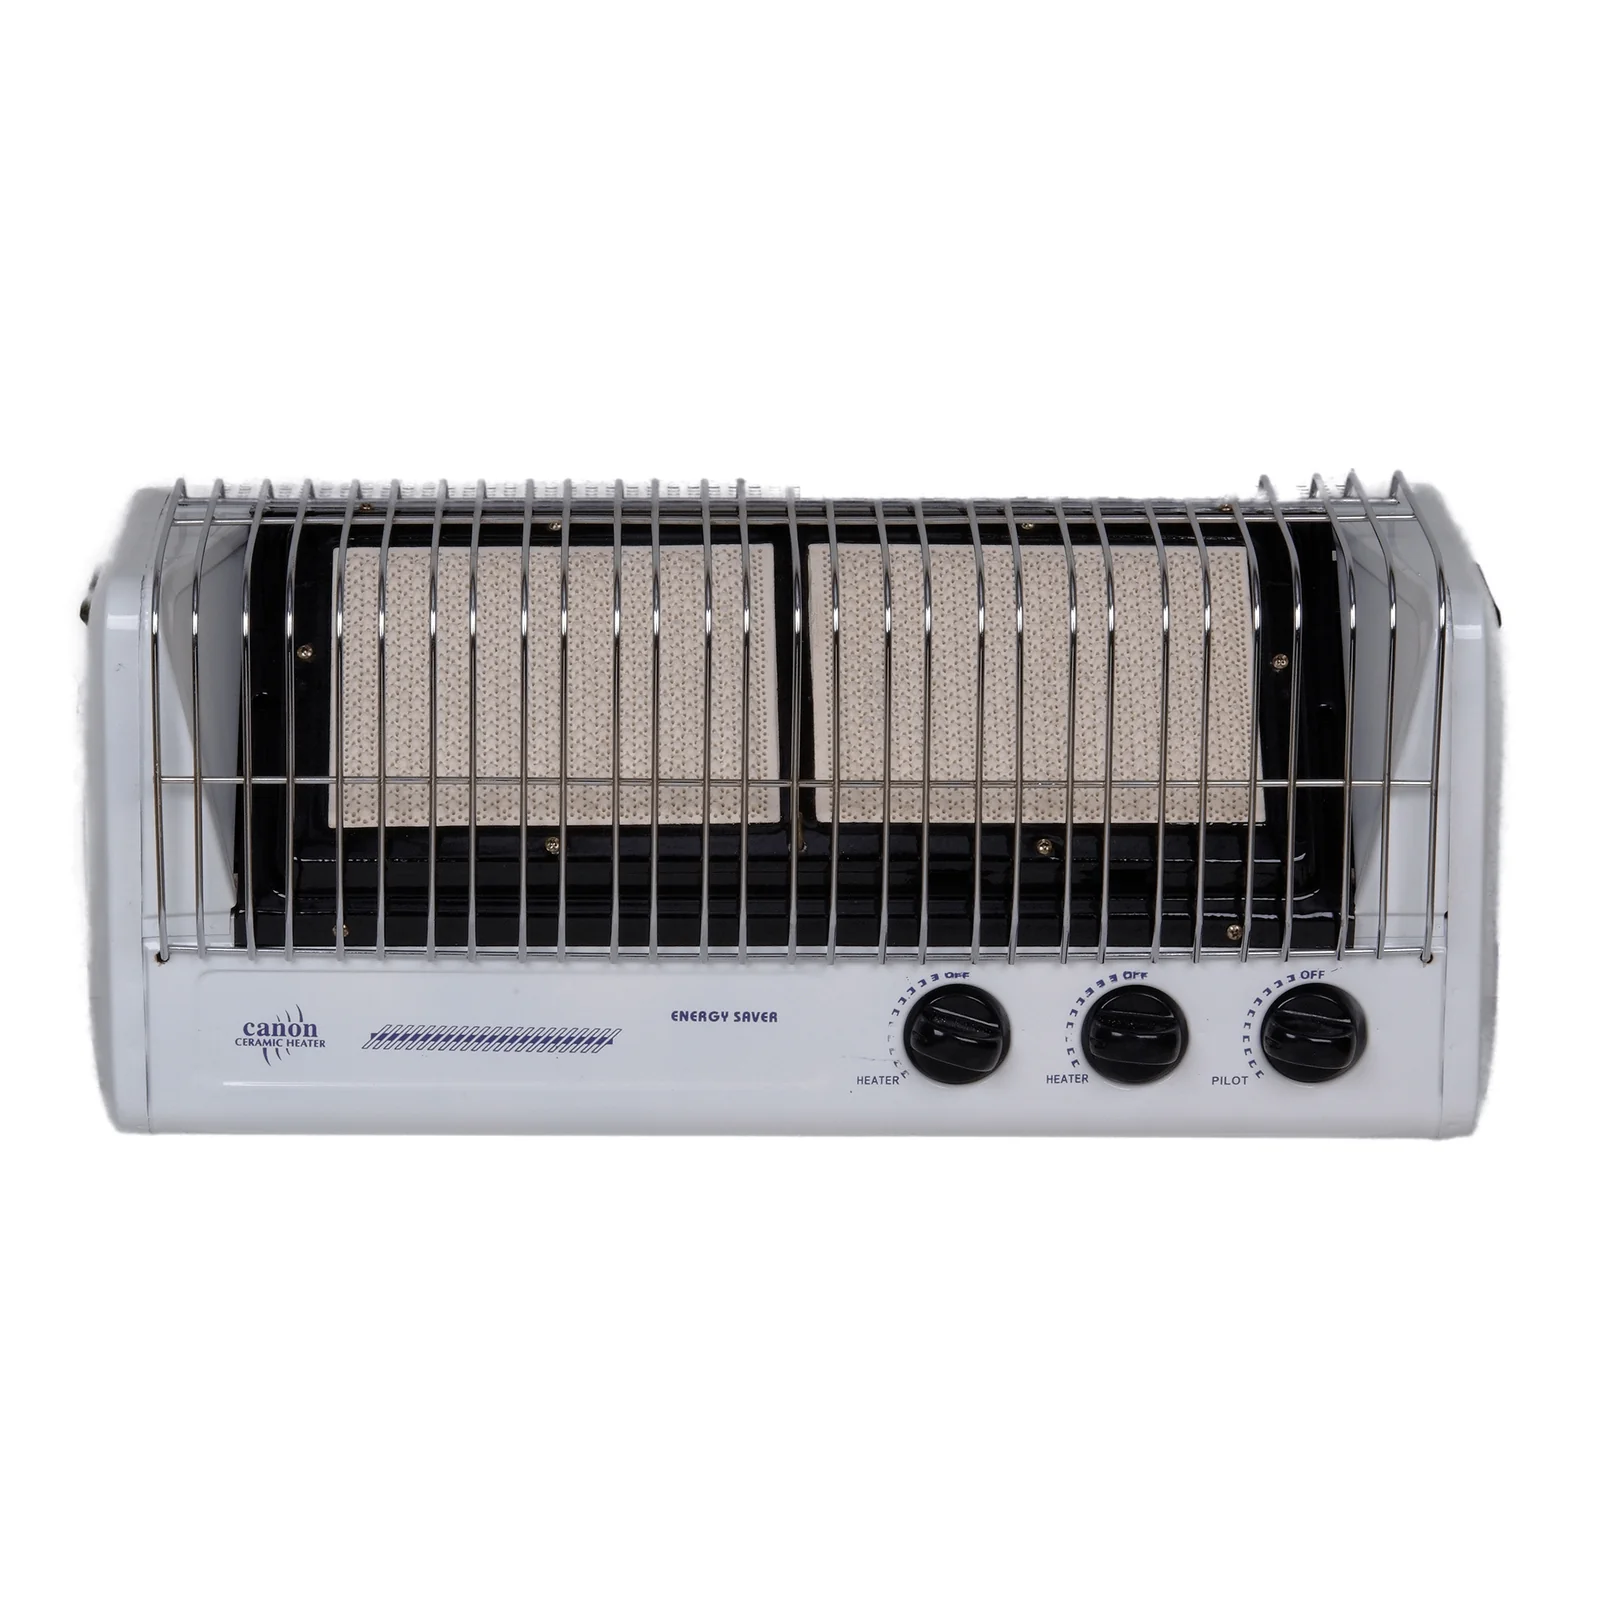 OFF
OFF
OFF
canon
CERAMIC HEATER
ENERGY SAVER
HEATER
HEATER
PILOT